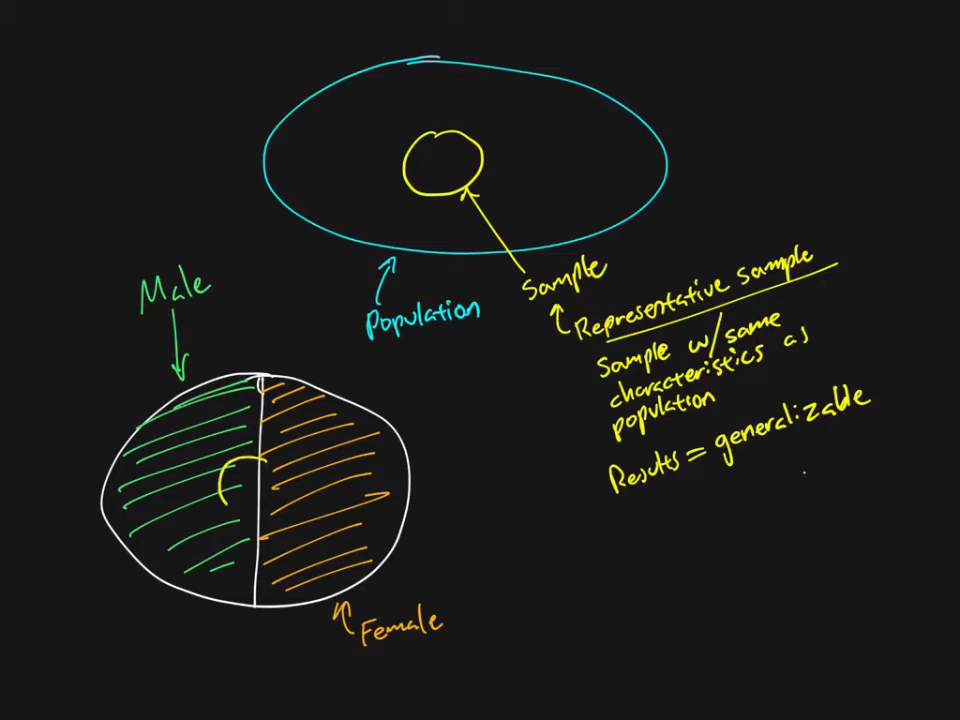 Male
Population
Sample
Representative Sample
Sample w/ same
characteristics as
population
Results = generalizable
Female